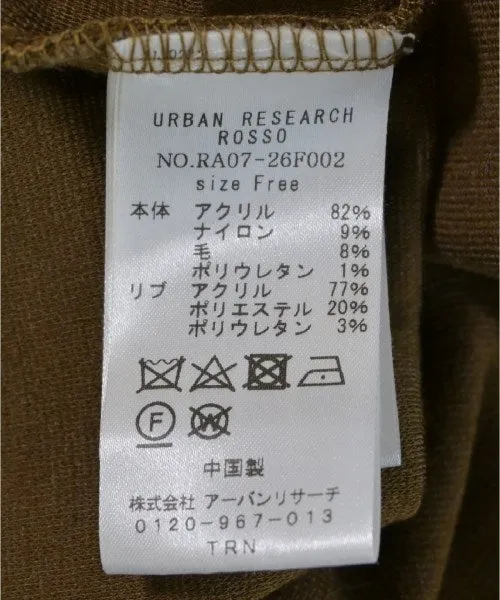 URBAN RESEARCH
ROSSO
NO.RA07-26F002
size Free
本体 アクリル 82%
ナイロン 9%
毛 8%
ポリウレタン 1%
リブ アクリル 77%
ポリエステル 20%
ポリウレタン 3%
F W
中国製
株式会社 アーバンリサーチ
0120-967-013
TRN